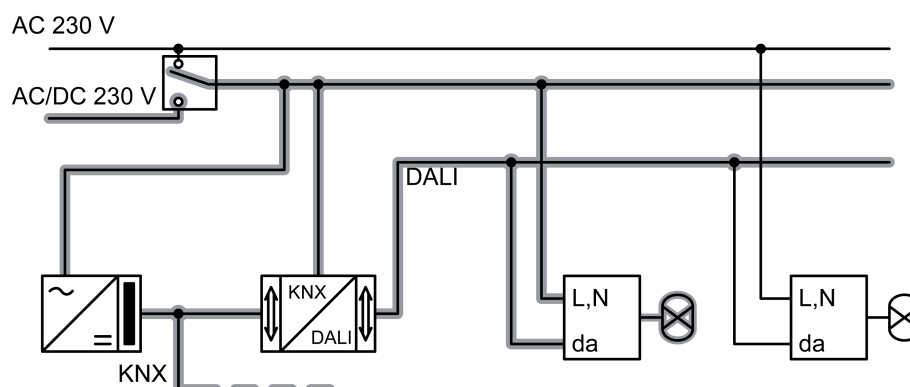 AC 230 V
AC/DC 230 V
DALI
KNX
DALI
L,N
da
L,N
da
KNX